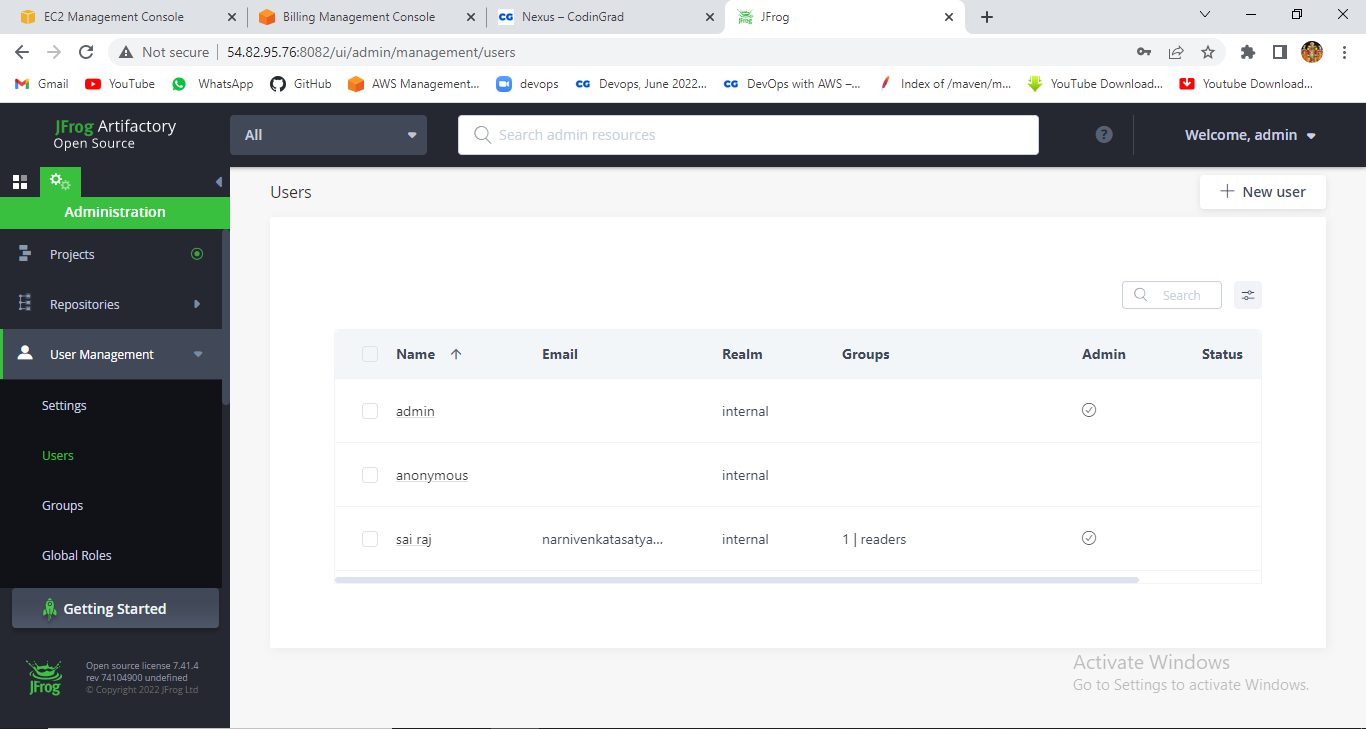 EC2 Management Console
Billing Management Console
CG Nexus – CodinGrad
JFrog JFrog
Not secure 54.82.95.76:8082/ui/admin/management/users
Gmail YouTube WhatsApp GitHub AWS Management... devops CG Devops, June 2022... CG DevOps with AWS –... Index of /maven/m... YouTube Download... Youtube Download...
JFrog Artifactory
Open Source
All
Search admin resources
?
Welcome, admin
Administration
Projects
Repositories
User Management
Settings
Users
Groups
Global Roles
Getting Started
JFrog
Open source license 7.41.4
rev 74104900 undefined
© Copyright 2022 JFrog Ltd
Users
New user
Search
Name Email Realm Groups Admin Status
admin internal
anonymous internal
sai raj narnivenkatasatya... internal 1 | readers
Activate Windows
Go to Settings to activate Windows.